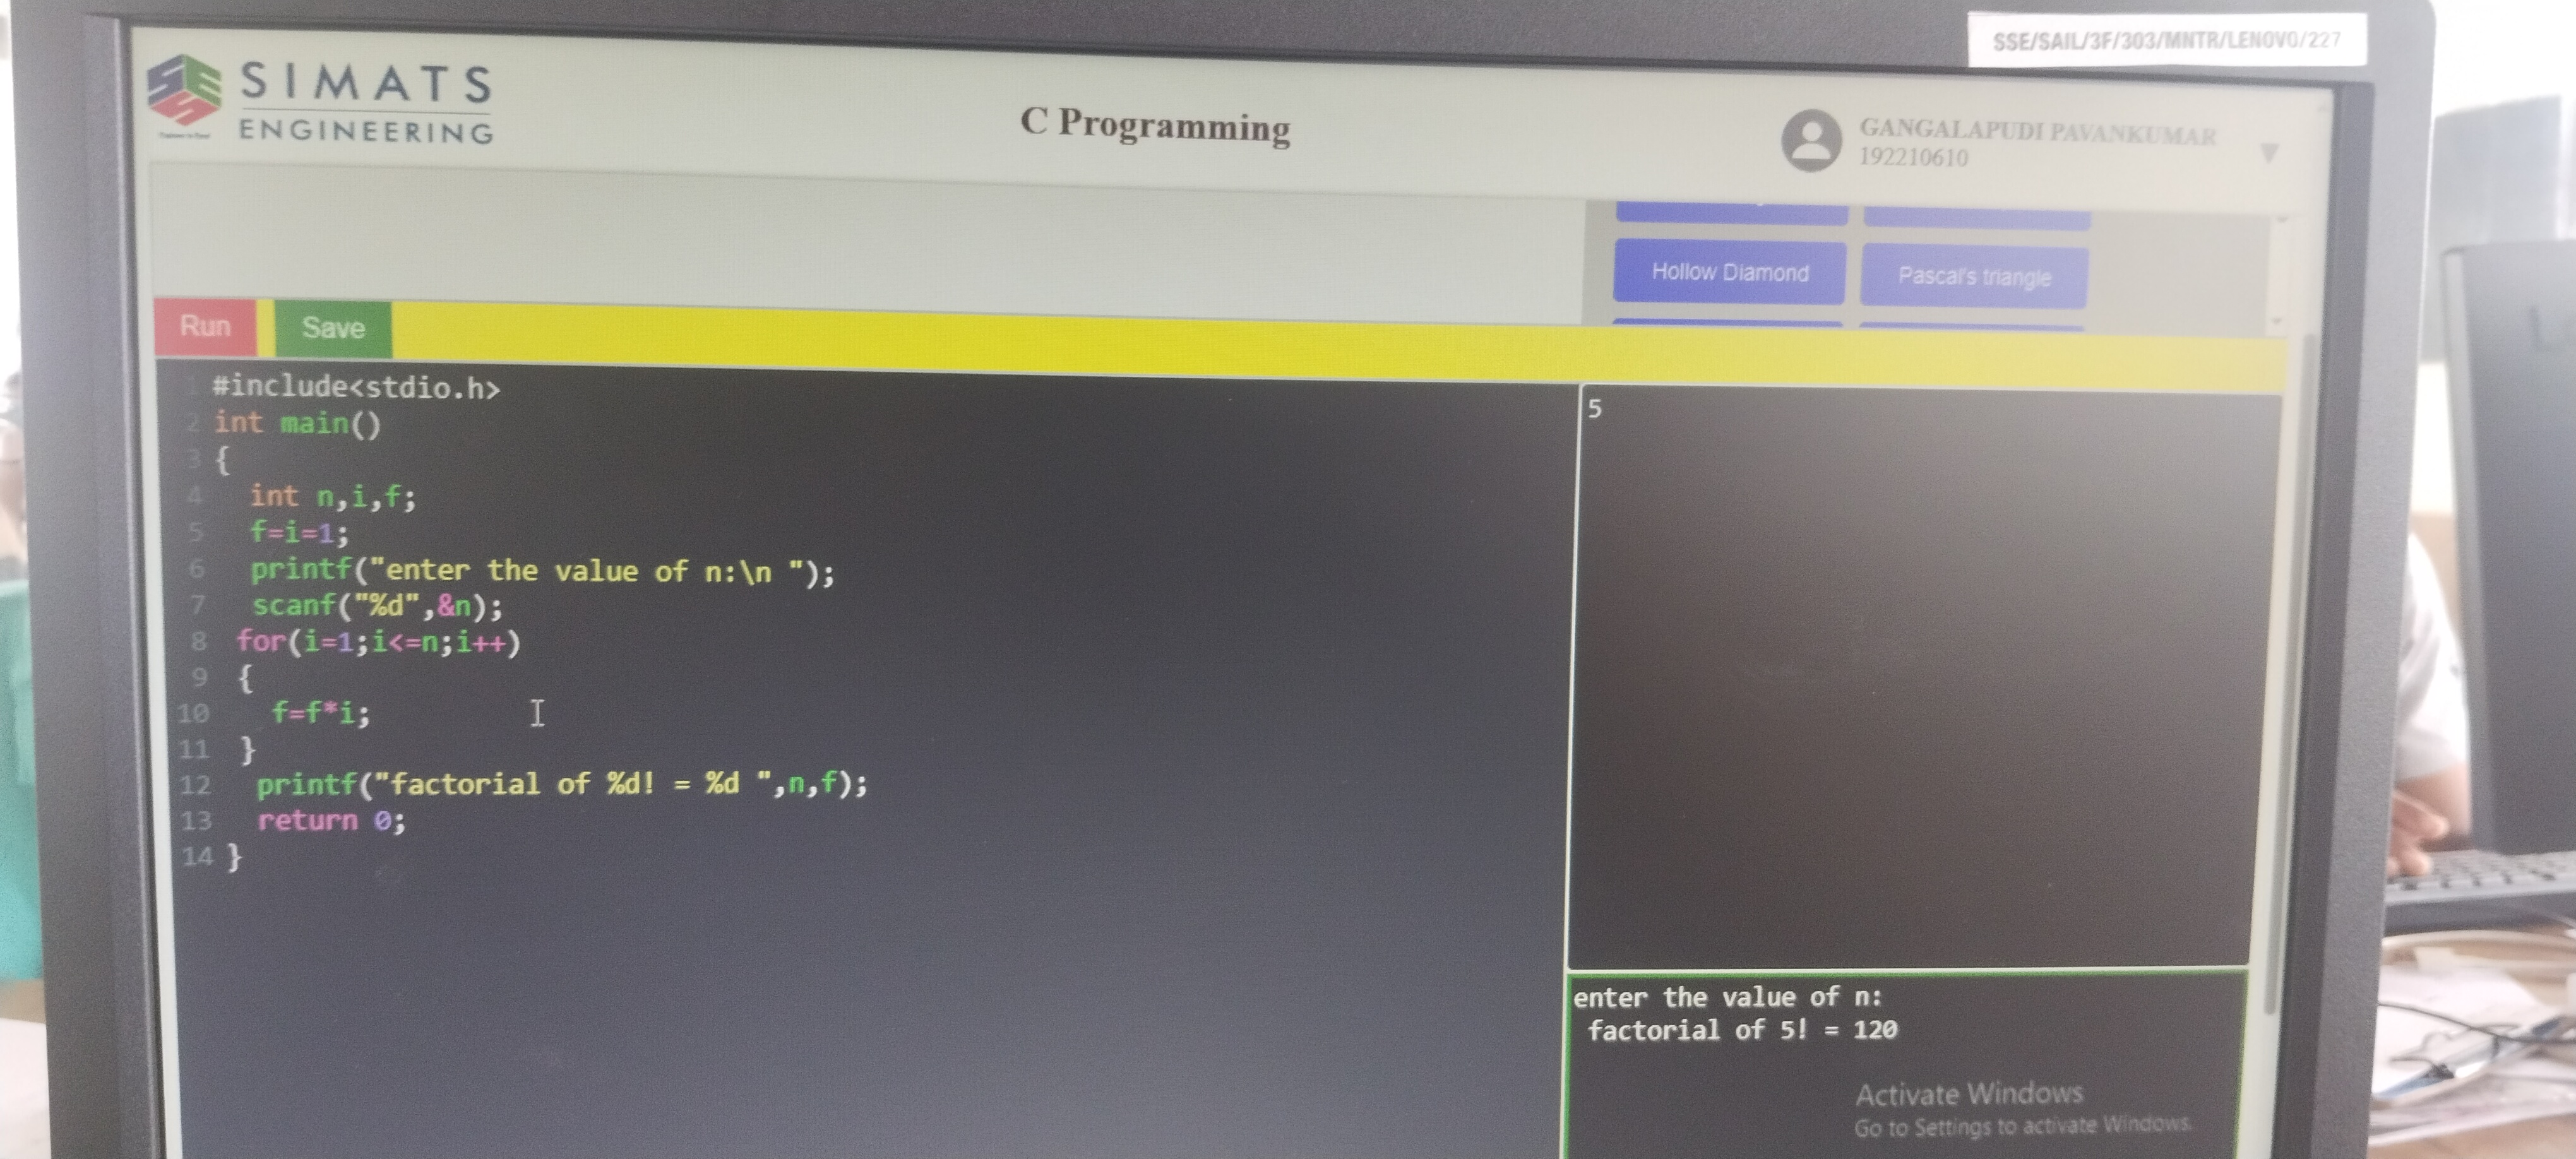 SSE/SAIL/3F/303/MNTR/LENOVO/227
SIMATS
ENGINEERING
C Programming
GANGALAPUDI PAVANKUMAR
192210610
Hollow Diamond
Pascal's triangle
Run
Save
1 #include<stdio.h>
2 int main()
3 {
4 int n,i,f;
5 f=i=1;
6 printf("enter the value of n:\n ");
7 scanf("%d",&n);
8 for(i=1;i<=n;i++)
9 {
10 f=f*i;
11 }
12 printf("factorial of %d! = %d ",n,f);
13 return 0;
14 }
5
enter the value of n:
factorial of 5! = 120
Activate Windows
Go to Settings to activate Windows.